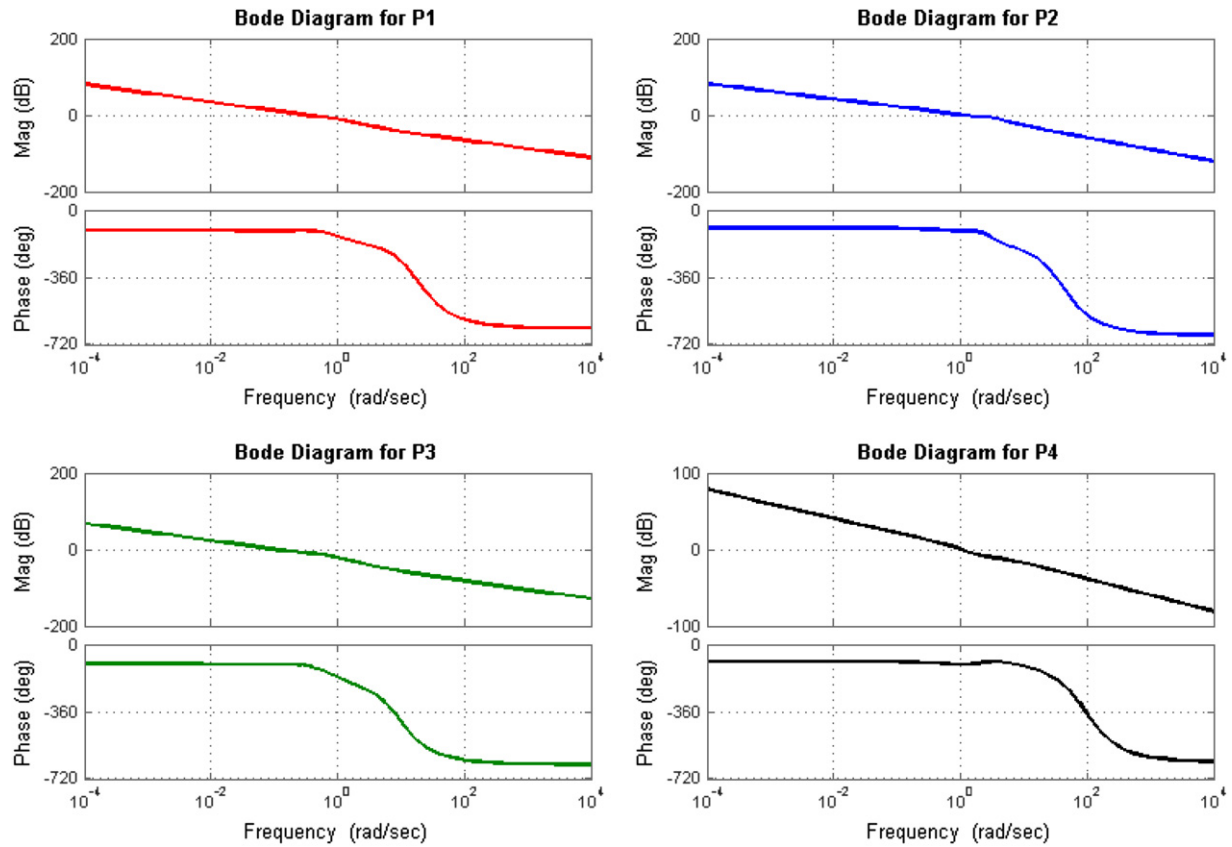 Bode Diagram for P1
200
0
-200
Mag (dB)
0
-360
-720
Phase (deg)
10^-4
10^-2
10^0
10^2
10^4
Frequency (rad/sec)
Bode Diagram for P2
200
0
-200
Mag (dB)
0
-360
-720
Phase (deg)
10^-4
10^-2
10^0
10^2
10^4
Frequency (rad/sec)
Bode Diagram for P3
200
0
-200
Mag (dB)
0
-360
-720
Phase (deg)
10^-4
10^-2
10^0
10^2
10^4
Frequency (rad/sec)
Bode Diagram for P4
100
0
-100
Mag (dB)
0
-360
-720
Phase (deg)
10^-4
10^-2
10^0
10^2
10^4
Frequency (rad/sec)